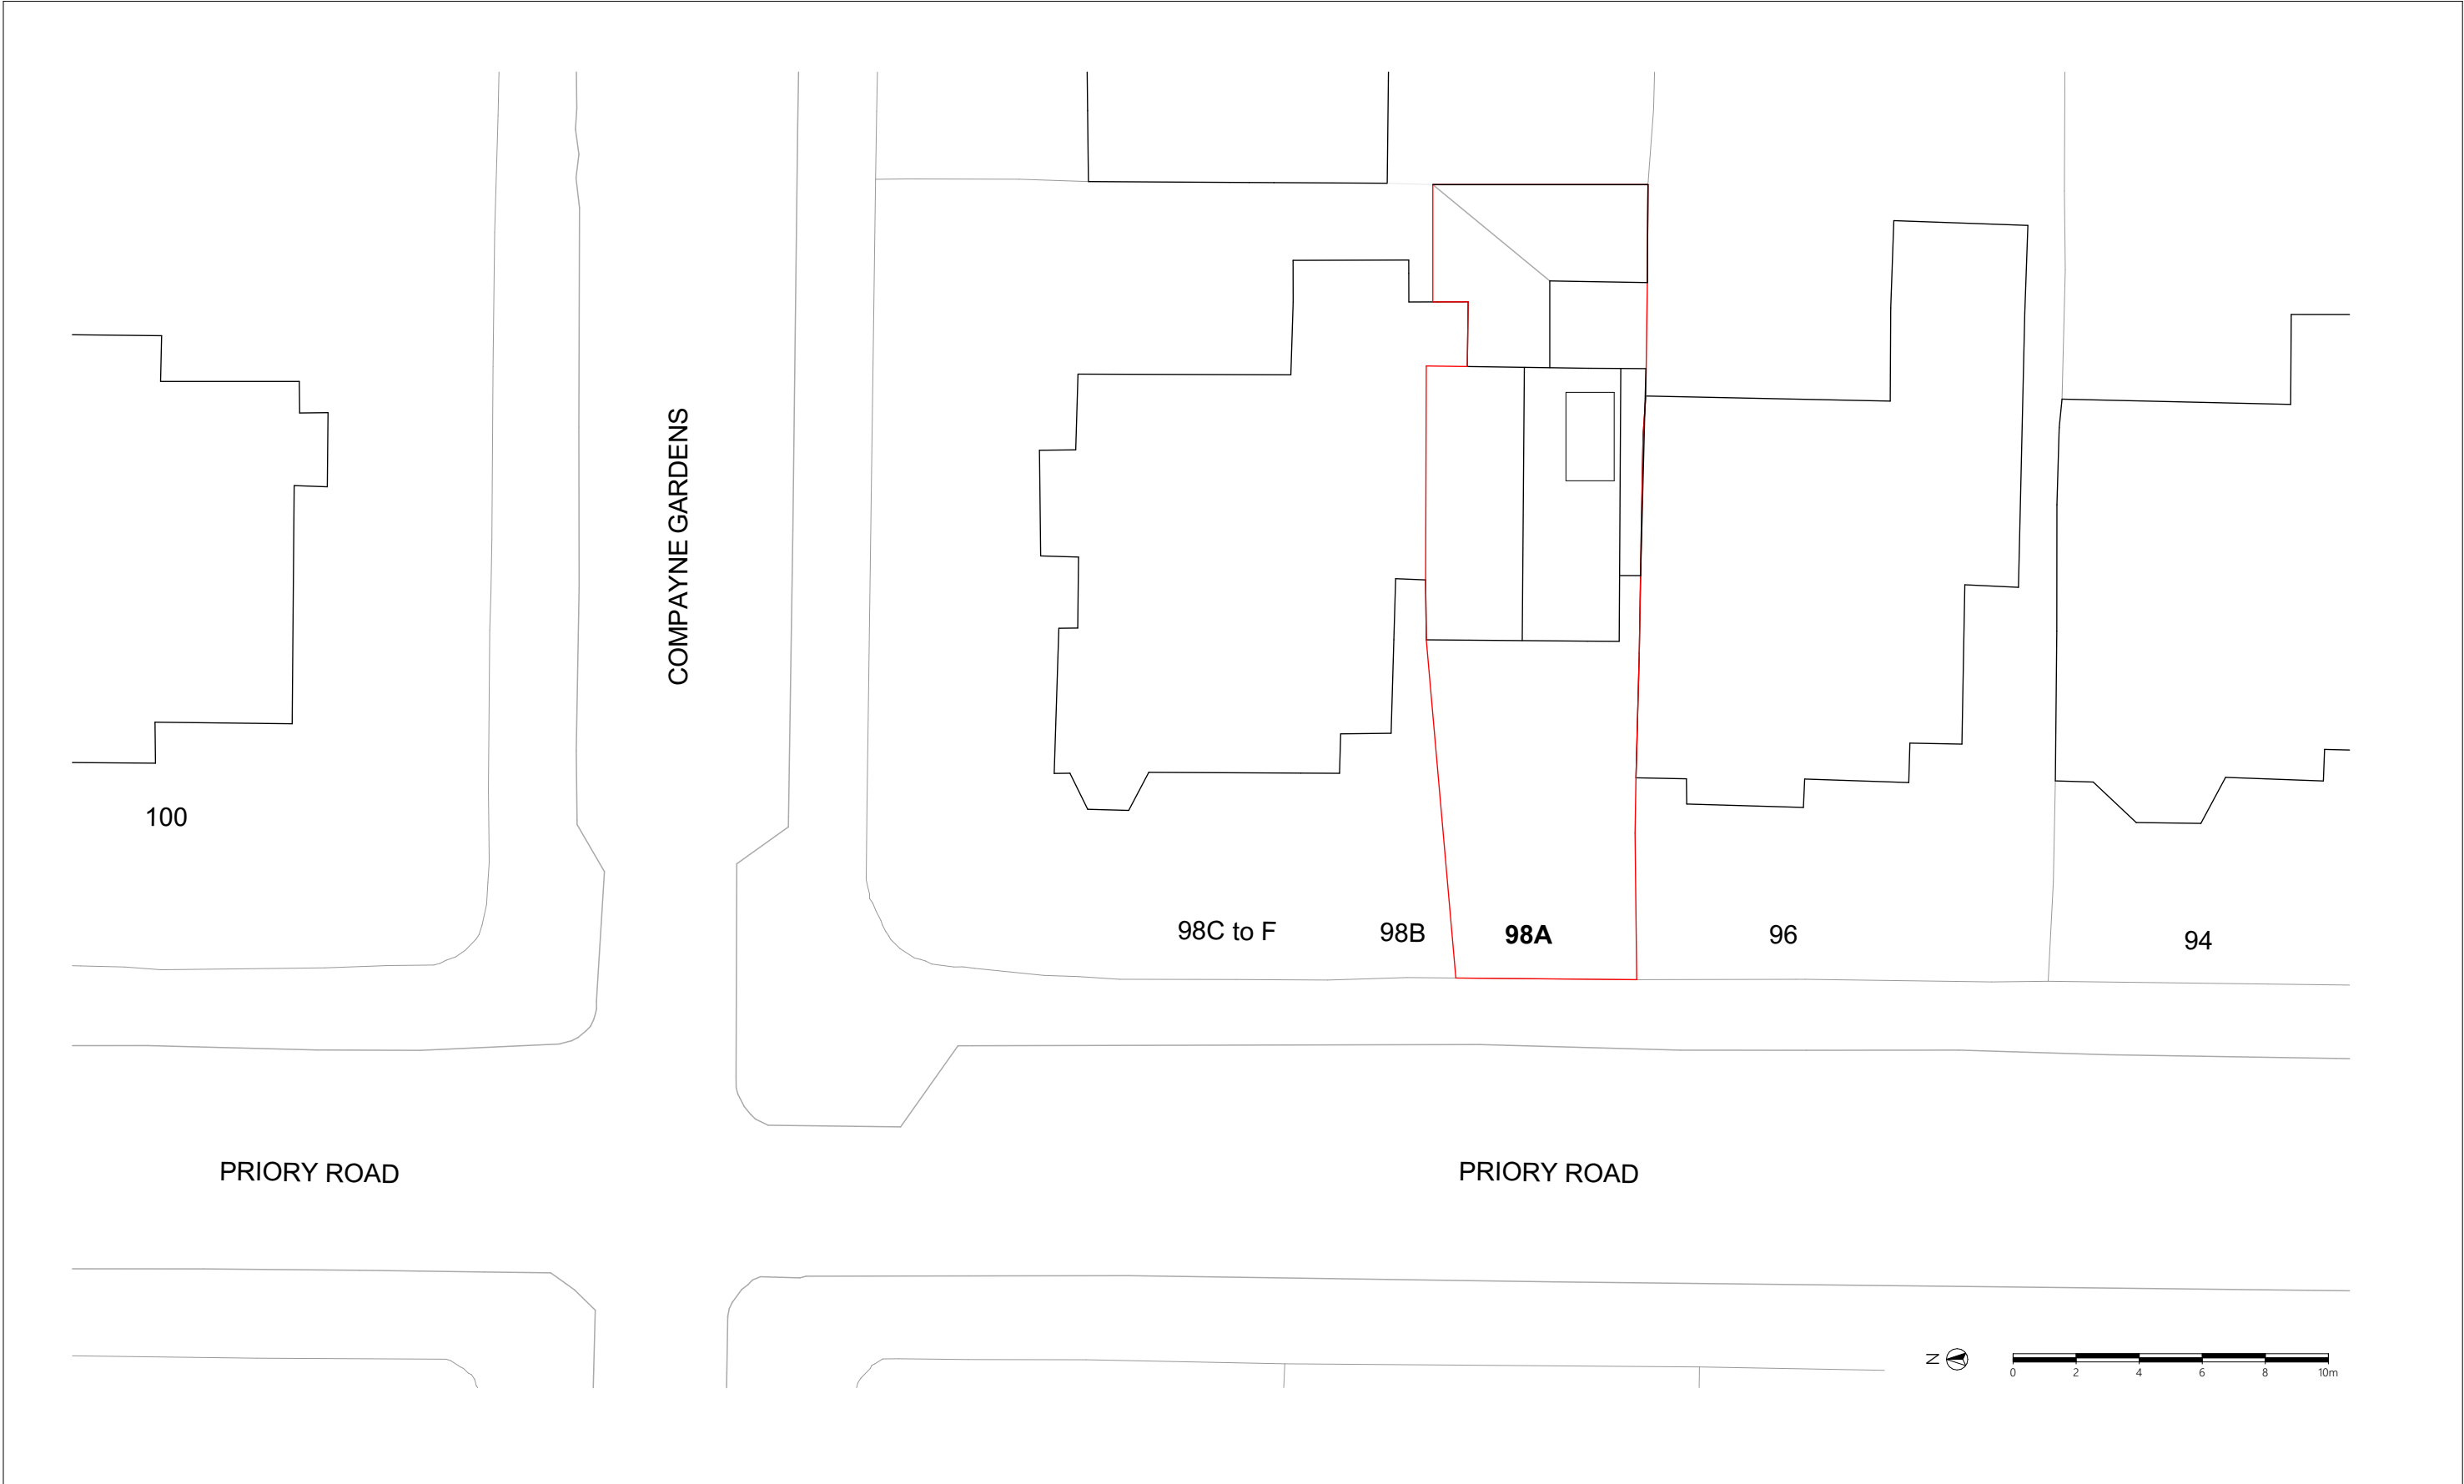 COMPAYNE GARDENS
100
98C to F
98B
98A
96
94
PRIORY ROAD
PRIORY ROAD
N
0 2 4 6 8 10m